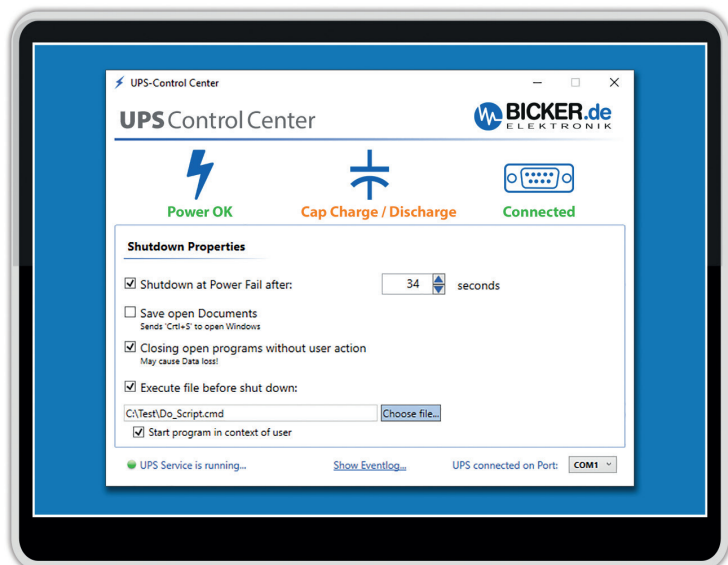 UPS-Control Center
UPS Control Center
BICKER.de
ELEKTRONIK
Power OK
Cap Charge / Discharge
Connected
Shutdown Properties
Shutdown at Power Fail after: 34 seconds
Save open Documents
Sends 'Crtl+S' to open Windows
Closing open programs without user action
May cause Data loss!
Execute file before shut down:
C:\Test\Do_Script.cmd Choose file...
Start program in context of user
UPS Service is running... Show Eventlog... UPS connected on Port: COM1